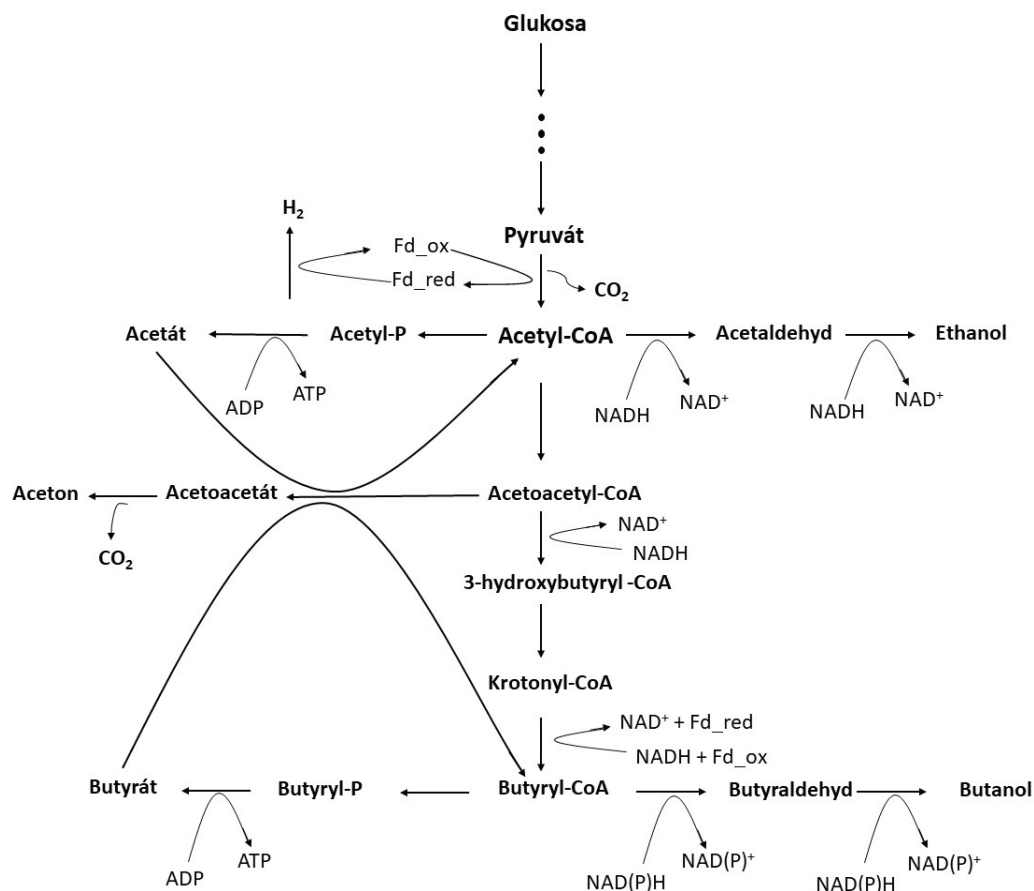 Glukosa
H₂
Pyruvát
Fd_ox
Fd_red
CO₂
Acetát
Acetyl-P
Acetyl-CoA
Acetaldehyd
Ethanol
ADP
ATP
NADH
NAD⁺
NADH
NAD⁺
Aceton
Acetoacetát
Acetoacetyl-CoA
CO₂
NAD⁺
NADH
3-hydroxybutyryl -CoA
Krotonyl-CoA
NAD⁺ + Fd_red
NADH + Fd_ox
Butyrát
Butyryl-P
Butyryl-CoA
Butyraldehyd
Butanol
ADP
ATP
NAD(P)H
NAD(P)⁺
NAD(P)H
NAD(P)⁺